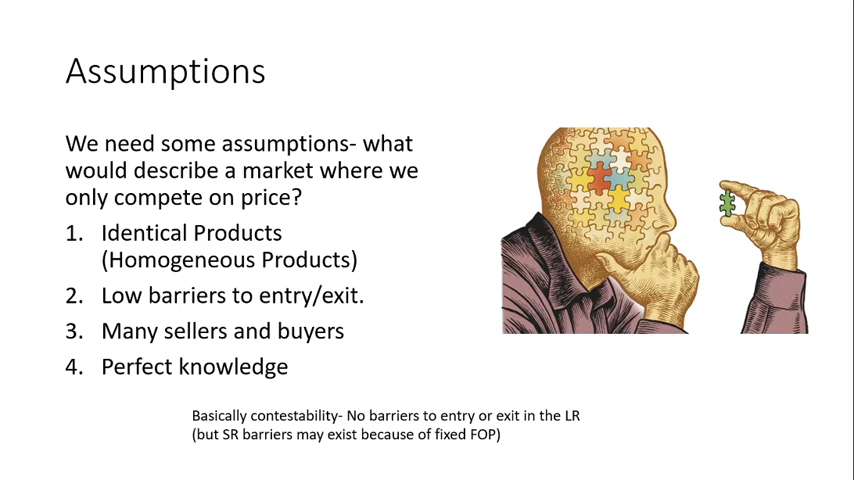 Assumptions
We need some assumptions- what
would describe a market where we
only compete on price?
1. Identical Products
(Homogeneous Products)
2. Low barriers to entry/exit.
3. Many sellers and buyers
4. Perfect knowledge
Basically contestability- No barriers to entry or exit in the LR
(but SR barriers may exist because of fixed FOP)